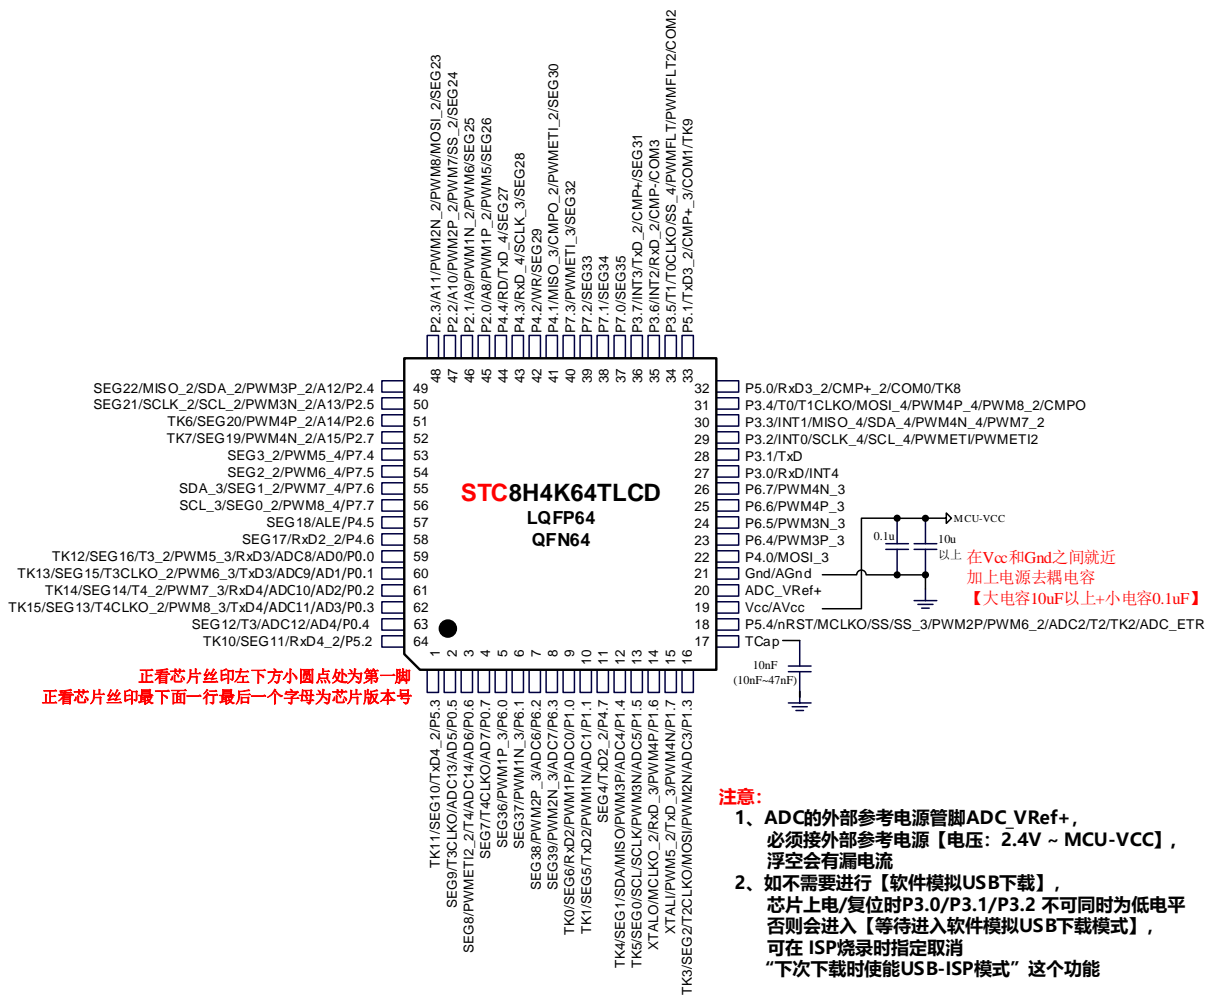 P2.3/A11/PWM2N_2/PWM8/MOSI_2/SEG23
P2.2/A10/PWM2P_2/PWM7/SS_2/SEG24
P2.1/A9/PWM1N_2/PWM6/SEG25
P2.0/A8/PWM1P_2/PWM5/SEG26
P4.4/RD/TxD_4/SEG27
P4.3/RxD_4/SCLK_3/SEG28
P4.2/WR/SEG29
P4.1/MISO_3/CMPO_2/PWMETI_2/SEG30
P7.3/PWMETI_3/SEG32
P7.2/SEG33
P7.1/SEG34
P7.0/SEG35
P3.7/INT3/TxD_2/CMP+/SEG31
P3.6/INT2/RxD_2/CMP-/COM3
P3.5/T1/T0CLKO/SS_4/PWMFLT/PWMFLT2/COM2
P5.1/TxD3_2/CMP+_3/COM1/TK9
48 47 46 45 44 43 42 41 40 39 38 37 36 35 34 33
SEG22/MISO_2/SDA_2/PWM3P_2/A12/P2.4 49
SEG21/SCLK_2/SCL_2/PWM3N_2/A13/P2.5 50
TK6/SEG20/PWM4P_2/A14/P2.6 51
TK7/SEG19/PWM4N_2/A15/P2.7 52
SEG3_2/PWM5_4/P7.4 53
SEG2_2/PWM6_4/P7.5 54
SDA_3/SEG1_2/PWM7_4/P7.6 55
SCL_3/SEG0_2/PWM8_4/P7.7 56
SEG18/ALE/P4.5 57
SEG17/RxD2_2/P4.6 58
TK12/SEG16/T3_2/PWM5_3/RxD3/ADC8/AD0/P0.0 59
TK13/SEG15/T3CLKO_2/PWM6_3/TxD3/ADC9/AD1/P0.1 60
TK14/SEG14/T4_2/PWM7_3/RxD4/ADC10/AD2/P0.2 61
TK15/SEG13/T4CLKO_2/PWM8_3/TxD4/ADC11/AD3/P0.3 62
SEG12/T3/ADC12/AD4/P0.4 63
TK10/SEG11/RxD4_2/P5.2 64
STC8H4K64TLCD
LQFP64
QFN64
32 P5.0/RxD3_2/CMP+_2/COM0/TK8
31 P3.4/T0/T1CLKO/MOSI_4/PWM4P_4/PWM8_2/CMPO
30 P3.3/INT1/MISO_4/SDA_4/PWM4N_4/PWM7_2
29 P3.2/INT0/SCLK_4/SCL_4/PWMETI/PWMETI2
28 P3.1/TxD
27 P3.0/RxD/INT4
26 P6.7/PWM4N_3
25 P6.6/PWM4P_3
24 P6.5/PWM3N_3
23 P6.4/PWM3P_3
22 P4.0/MOSI_3
21 Gnd/AGnd
20 ADC_VRef+
19 Vcc/AVcc
18 P5.4/nRST/MCLKO/SS/SS_3/PWM2P/PWM6_2/ADC2/T2/TK2/ADC_ETR
17 TCap
MCU-VCC
0.1u
10u
以上
在Vcc和Gnd之间就近
加上电源去耦电容
【大电容10uF以上+小电容0.1uF】
10nF
(10nF~47nF)
1 2 3 4 5 6 7 8 9 10 11 12 13 14 15 16
正看芯片丝印左下方小圆点处为第一脚
正看芯片丝印最下面一行最后一个字母为芯片版本号
TK11/SEG10/TxD4_2/P5.3
SEG9/T3CLKO/ADC13/AD5/P0.5
SEG8/PWMETI2_2/T4/ADC14/AD6/P0.6
SEG7/T4CLKO/AD7/P0.7
SEG36/PWM1P_3/P6.0
SEG37/PWM1N_3/P6.1
SEG38/PWM2P_3/ADC6/P6.2
SEG39/PWM2N_3/ADC7/P6.3
TK0/SEG6/RxD2/PWM1P/ADC0/P1.0
TK1/SEG5/TxD2/PWM1N/ADC1/P1.1
SEG4/TxD2_2/P4.7
TK4/SEG1/SDA/MISO/PWM3P/ADC4/P1.4
TK5/SEG0/SCL/SCLK/PWM3N/ADC5/P1.5
XTALO/MCLKO_2/RxD_3/PWM4P/P1.6
XTALI/PWM5_2/TxD_3/PWM4N/P1.7
TK3/SEG2/T2CLKO/MOSI/PWM2N/ADC3/P1.3
注意：
1、ADC的外部参考电源管脚ADC_VRef+，
必须接外部参考电源【电压：2.4V ~ MCU-VCC】，
浮空会有漏电流
2、如不需要进行【软件模拟USB下载】，
芯片上电/复位时P3.0/P3.1/P3.2 不可同时为低电平
否则会进入【等待进入软件模拟USB下载模式】，
可在 ISP烧录时指定取消
“下次下载时使能USB-ISP模式”这个功能